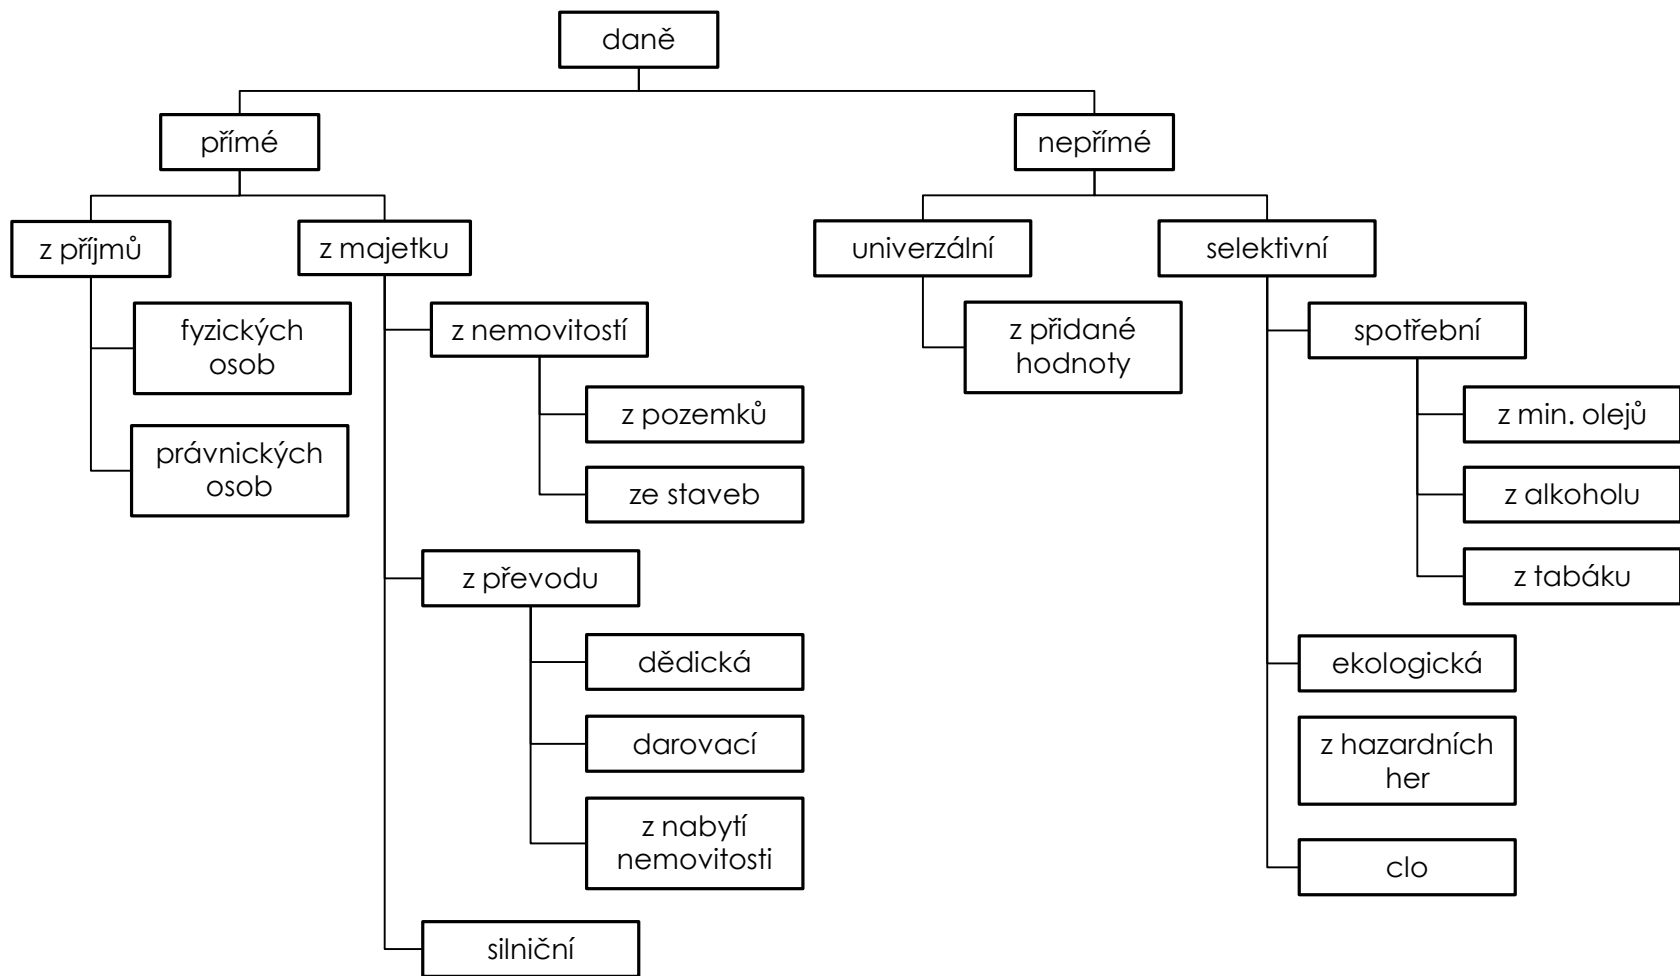 daně
přímé
nepřímé
z příjmů
z majetku
univerzální
selektivní
fyzických
osob
právnických
osob
z nemovitostí
z pozemků
ze staveb
z převodu
dědická
darovací
z nabytí
nemovitosti
silniční
z přidané
hodnoty
spotřební
z min. olejů
z alkoholu
z tabáku
ekologická
z hazardních
her
clo